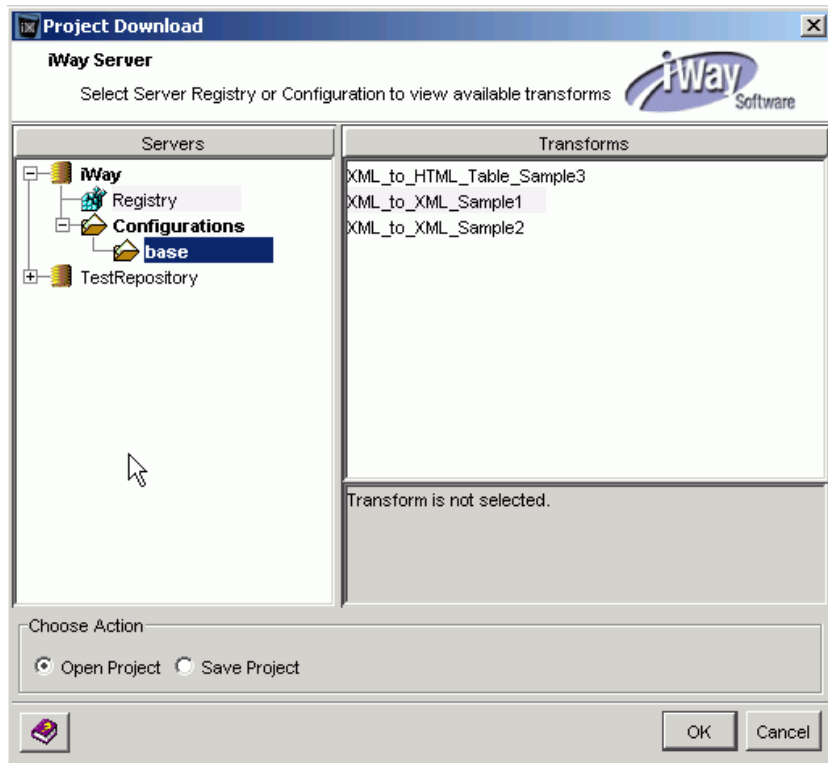 Project Download
iWay Server
Select Server Registry or Configuration to view available transforms
iWay
Software
Servers
Transforms
iWay
Registry
Configurations
base
TestRepository
XML_to_HTML_Table_Sample3
XML_to_XML_Sample1
XML_to_XML_Sample2
Transform is not selected.
Choose Action
Open Project
Save Project
OK
Cancel